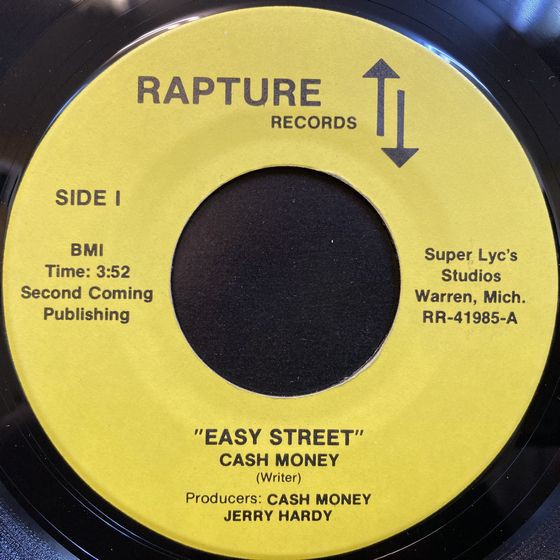 RAPTURE
RECORDS
SIDE I
BMI
Time: 3:52
Second Coming
Publishing
Super Lyc's
Studios
Warren, Mich.
RR-41985-A
"EASY STREET"
CASH MONEY
(Writer)
Producers: CASH MONEY
JERRY HARDY